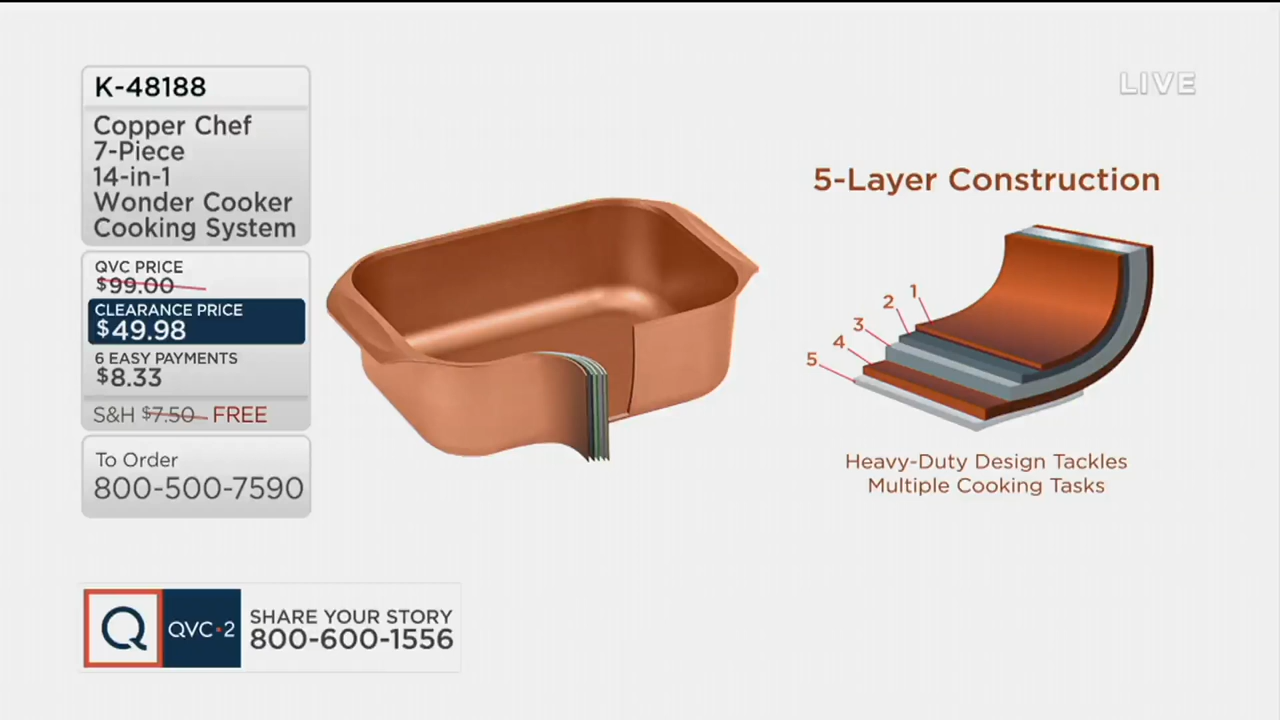 K-48188
Copper Chef
7-Piece
14-in-1
Wonder Cooker
Cooking System
QVC PRICE
$99.00
CLEARANCE PRICE
$49.98
6 EASY PAYMENTS
$8.33
S&H $7.50 FREE
To Order
800-500-7590
LIVE
5-Layer Construction
1
2
3
4
5
Heavy-Duty Design Tackles
Multiple Cooking Tasks
Q
QVC·2
SHARE YOUR STORY
800-600-1556